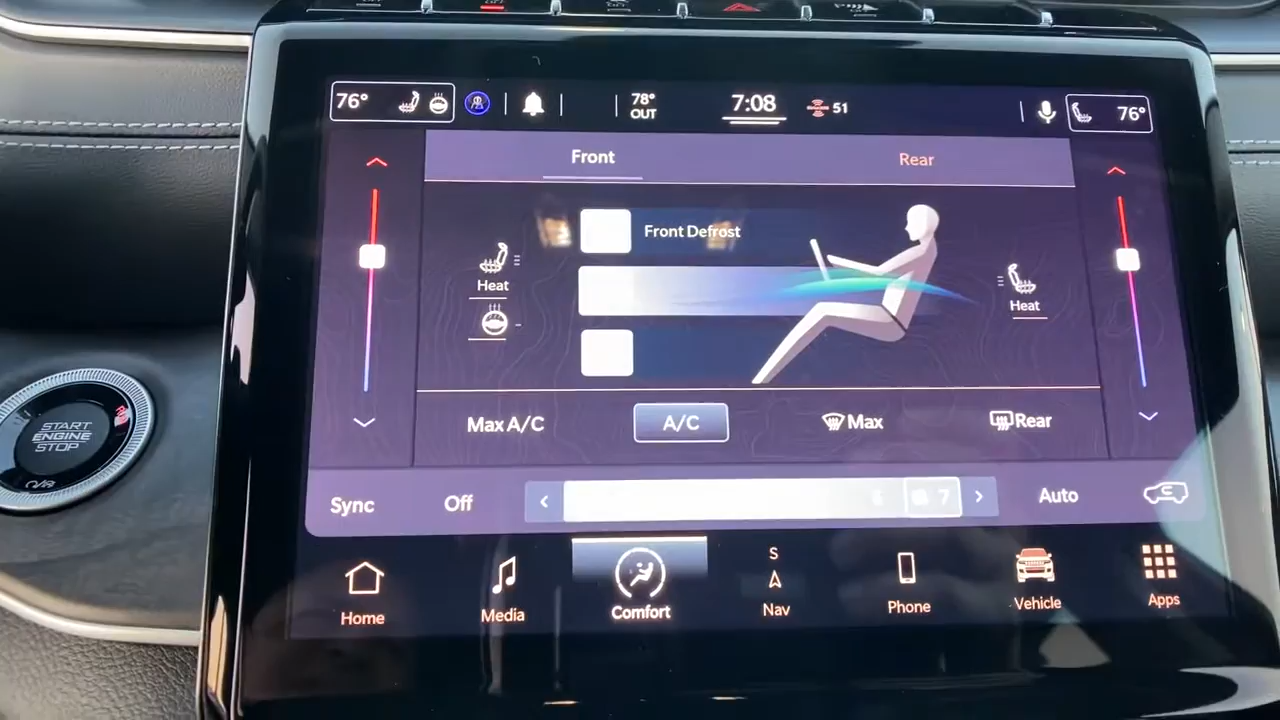 76°
78°
OUT
7:08
51
76°
Front
Rear
Front Defrost
Heat
Heat
Max A/C
A/C
Max
Rear
START
ENGINE
STOP
Sync
Off
6
7
Auto
S
Home
Media
Comfort
Nav
Phone
Vehicle
Apps